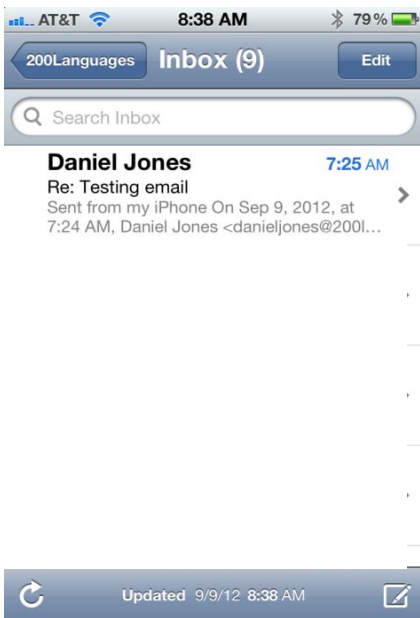 AT&T 8:38 AM 79%
200Languages Inbox (9) Edit
Search Inbox
Daniel Jones 7:25 AM
Re: Testing email
Sent from my iPhone On Sep 9, 2012, at
7:24 AM, Daniel Jones <danieljones@200l...
Updated 9/9/12 8:38 AM